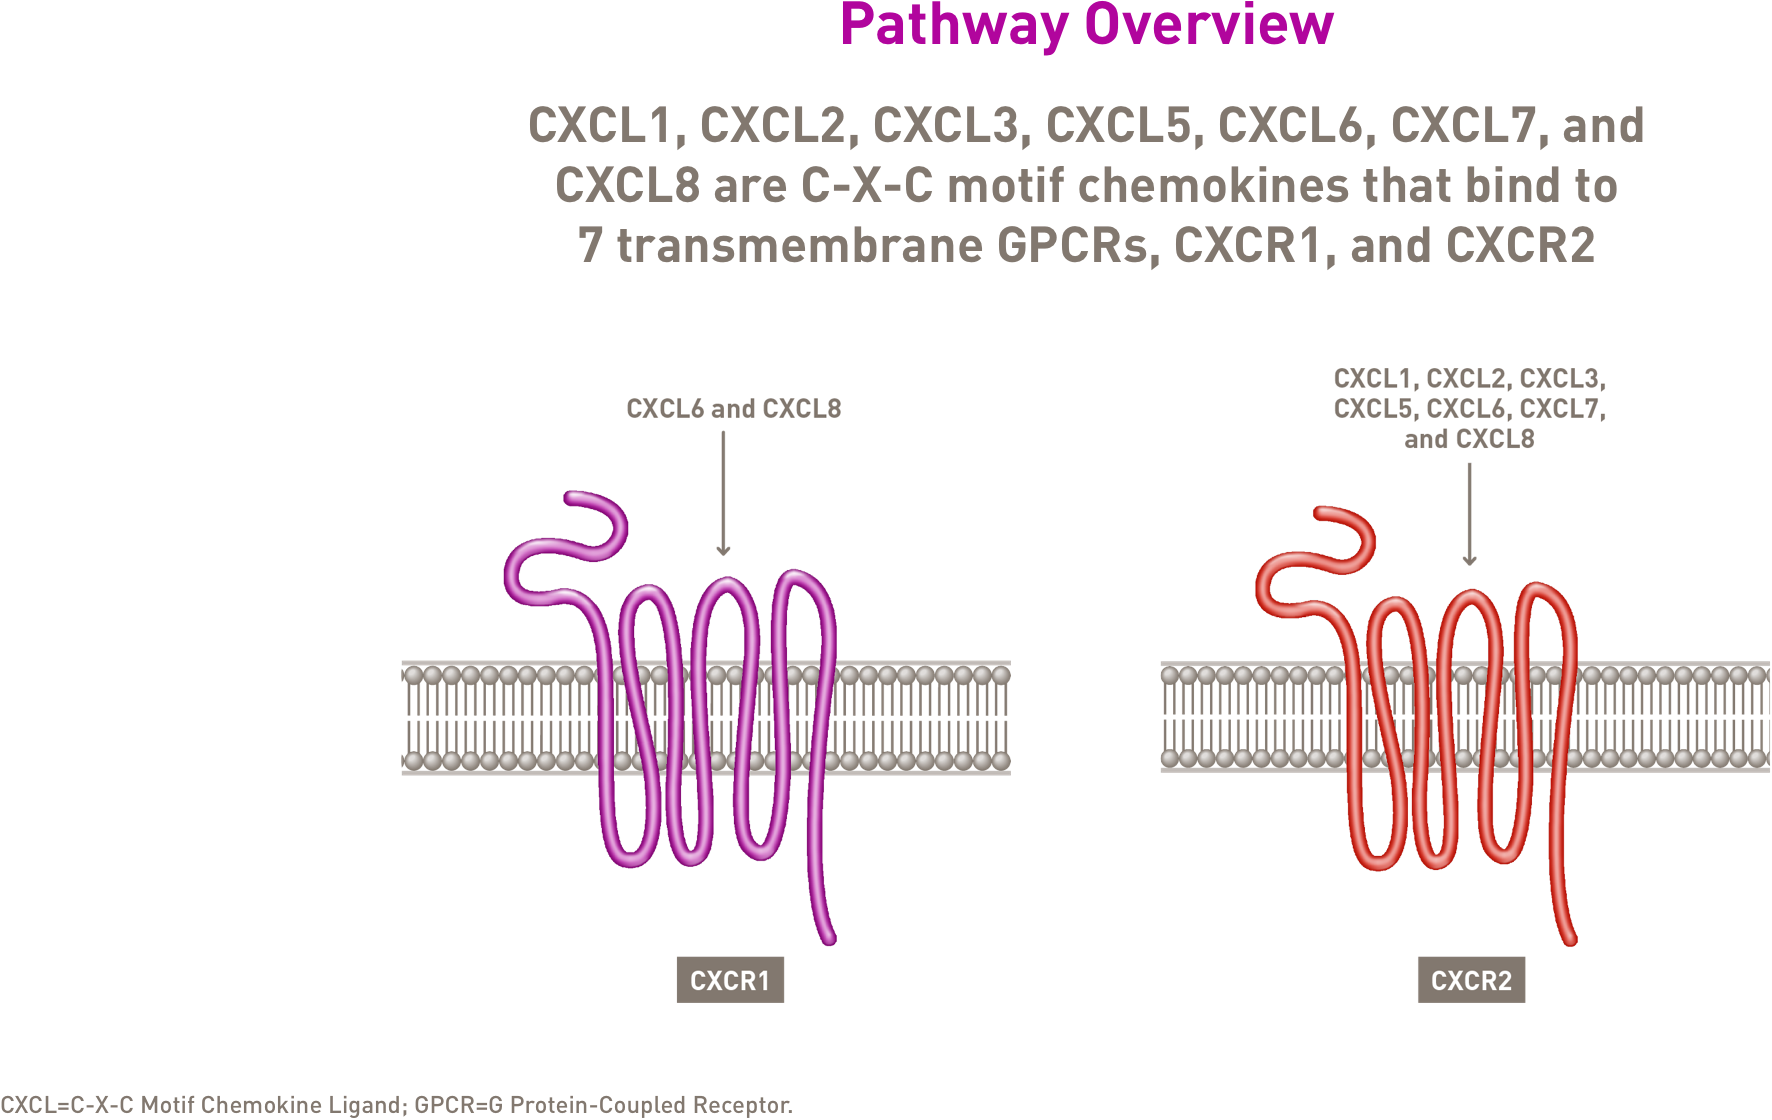 Pathway Overview
CXCL1, CXCL2, CXCL3, CXCL5, CXCL6, CXCL7, and
CXCL8 are C-X-C motif chemokines that bind to
7 transmembrane GPCRs, CXCR1, and CXCR2
CXCL6 and CXCL8
CXCL1, CXCL2, CXCL3,
CXCL5, CXCL6, CXCL7,
and CXCL8
CXCR1
CXCR2
CXCL=C-X-C Motif Chemokine Ligand; GPCR=G Protein-Coupled Receptor.